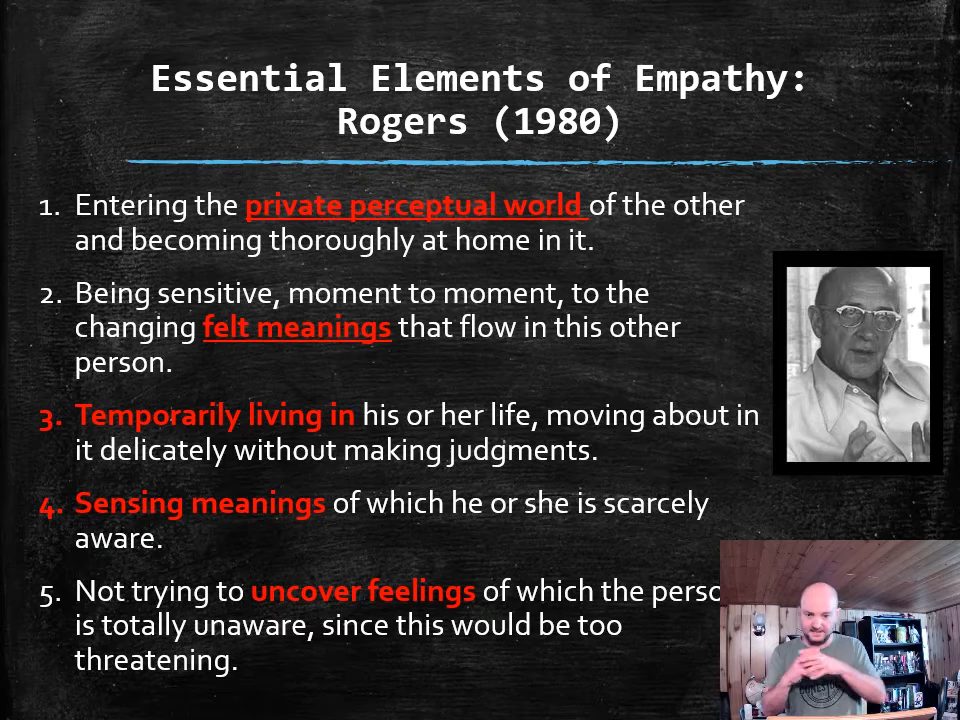 Essential Elements of Empathy:
Rogers (1980)
1. Entering the private perceptual world of the other
and becoming thoroughly at home in it.
2. Being sensitive, moment to moment, to the
changing felt meanings that flow in this other
person.
3. Temporarily living in his or her life, moving about in
it delicately without making judgments.
4. Sensing meanings of which he or she is scarcely
aware.
5. Not trying to uncover feelings of which the perso
is totally unaware, since this would be too
threatening.